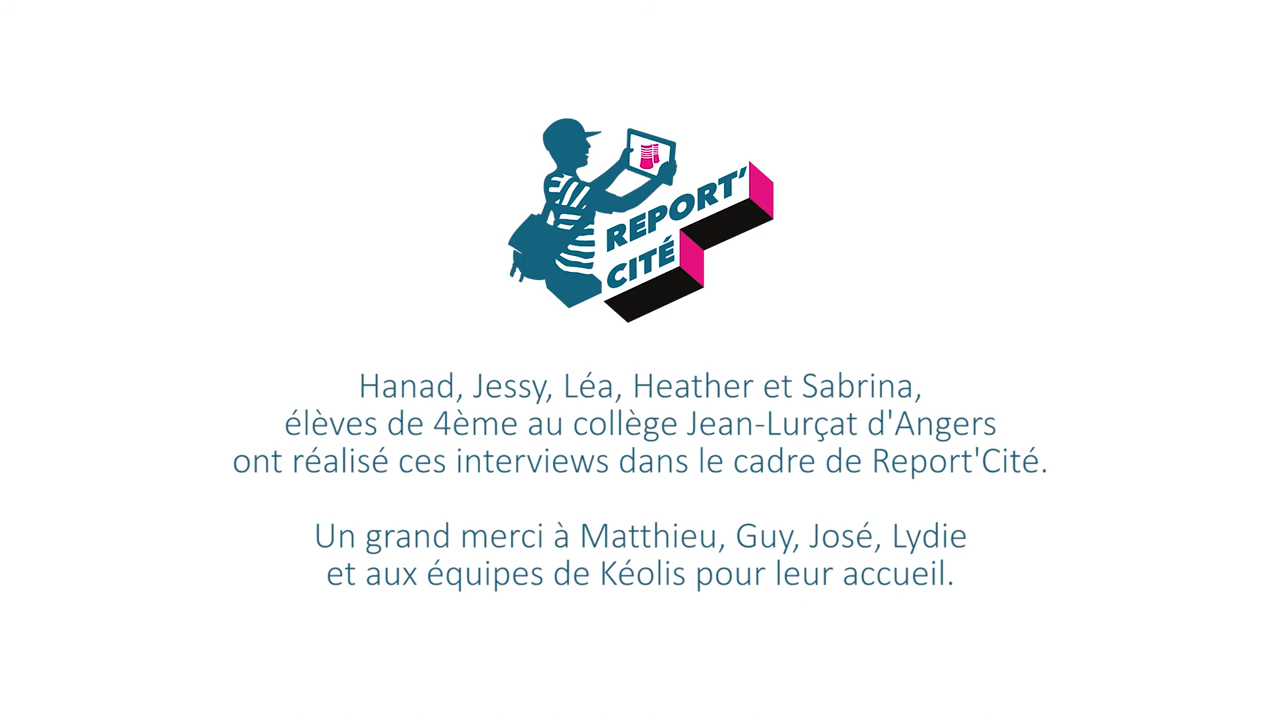 REPORT'
CITÉ
Hanad, Jessy, Léa, Heather et Sabrina,
élèves de 4ème au collège Jean-Lurçat d'Angers
ont réalisé ces interviews dans le cadre de Report'Cité.
Un grand merci à Matthieu, Guy, José, Lydie
et aux équipes de Kéolis pour leur accueil.